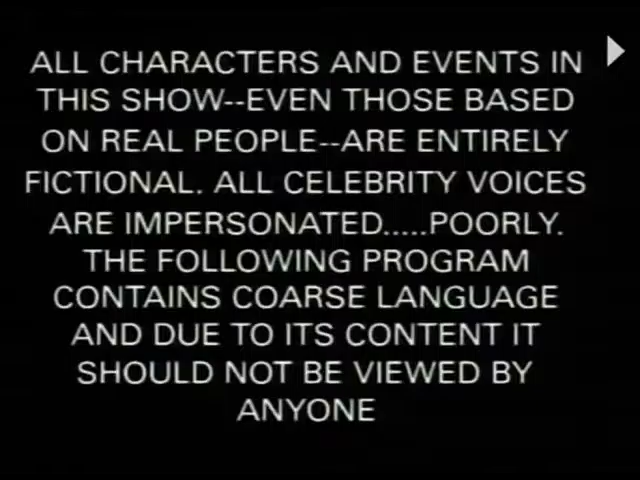 ALL CHARACTERS AND EVENTS IN
THIS SHOW--EVEN THOSE BASED
ON REAL PEOPLE--ARE ENTIRELY
FICTIONAL. ALL CELEBRITY VOICES
ARE IMPERSONATED.....POORLY.
THE FOLLOWING PROGRAM
CONTAINS COARSE LANGUAGE
AND DUE TO ITS CONTENT IT
SHOULD NOT BE VIEWED BY
ANYONE